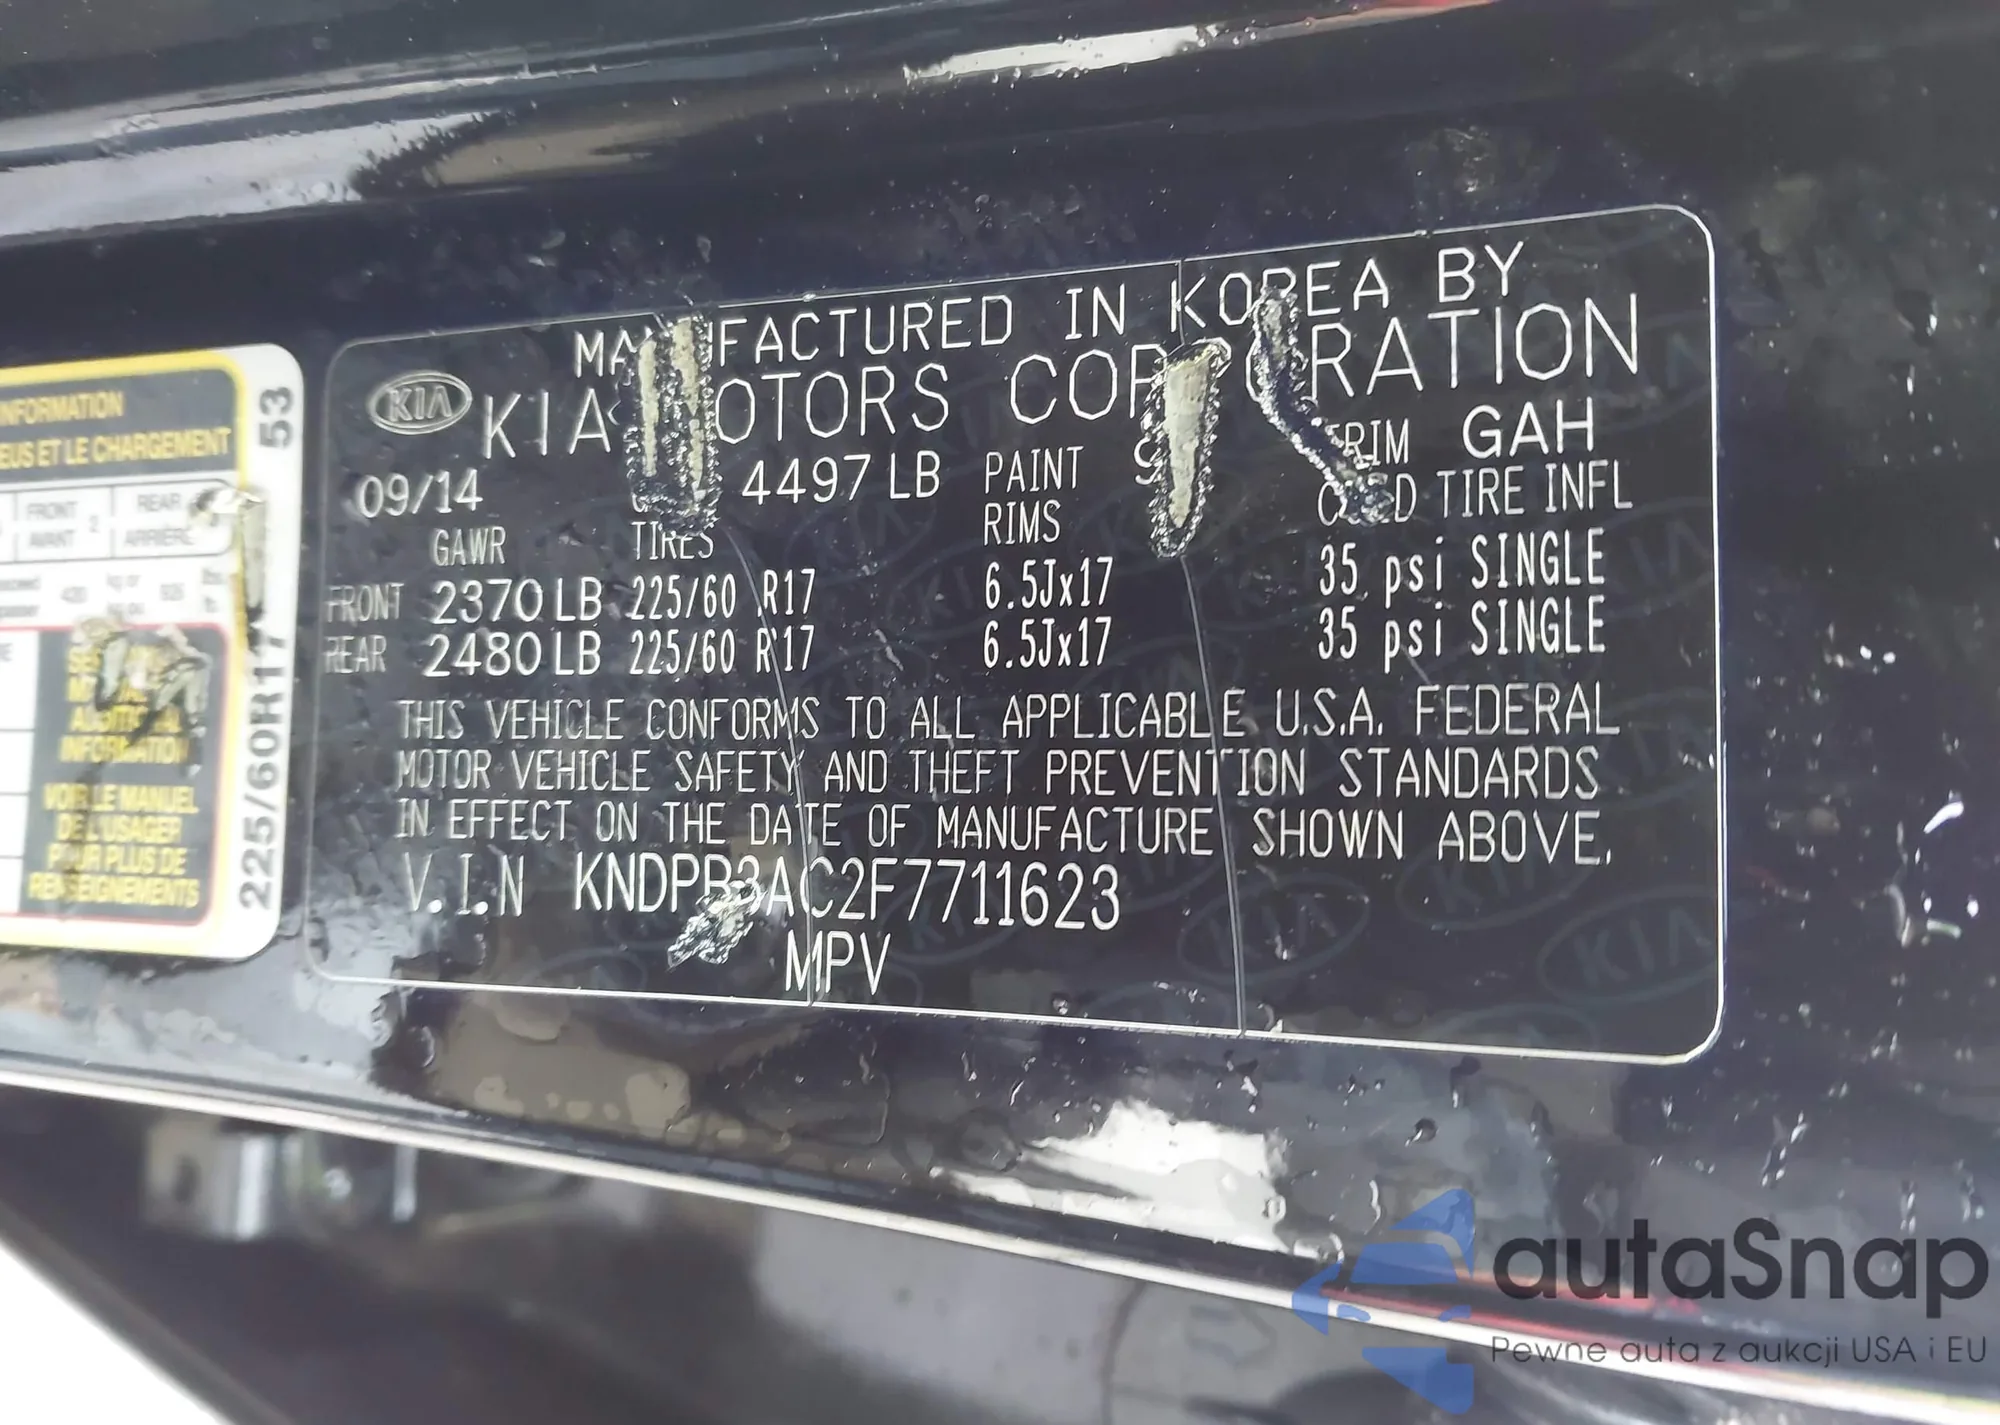 INFORMATION
EUS ET LE CHARGEMENT
FRONT 2 REAR
AVANT ARRIÈRE
ADDITIONAL
INFORMATION
VOIR LE MANUEL
DE L'USAGER
POUR PLUS DE
RENSEIGNEMENTS
225/60R17 53
MANUFACTURED IN KOREA BY
KIA KIA MOTORS CORPORATION
09/14 4497 LB PAINT TRIM GAH
GAWR TIRES RIMS COLD TIRE INFL
FRONT 2370 LB 225/60 R17 6.5Jx17 35 psi SINGLE
REAR 2480 LB 225/60 R17 6.5Jx17 35 psi SINGLE
THIS VEHICLE CONFORMS TO ALL APPLICABLE U.S.A. FEDERAL
MOTOR VEHICLE SAFETY AND THEFT PREVENTION STANDARDS
IN EFFECT ON THE DATE OF MANUFACTURE SHOWN ABOVE.
V.I.N KNDPB3AC2F7711623
MPV
autaSnap
Pewne auta z aukcji USA i EU